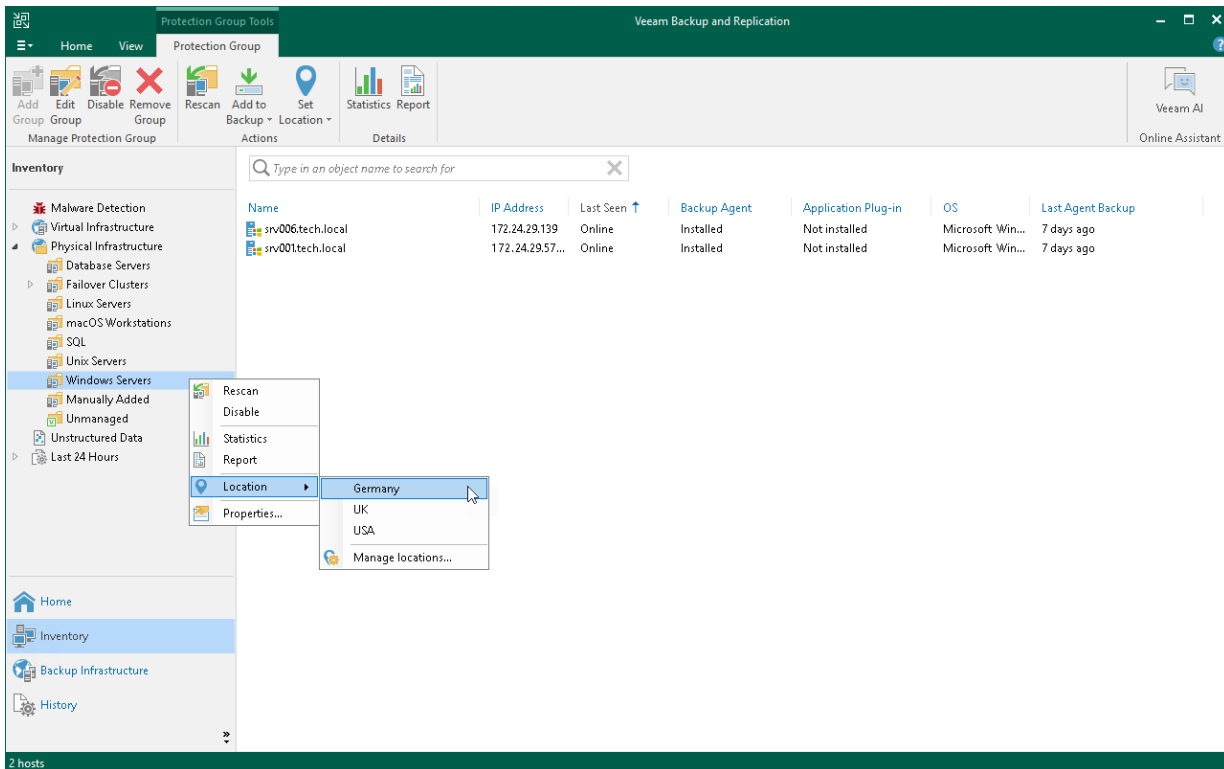 Protection Group Tools
Veeam Backup and Replication
Home View Protection Group
Add Group
Edit Group
Disable
Remove Group
Rescan
Add to Backup
Set Location
Statistics
Report
Veeam AI
Manage Protection Group
Actions
Details
Online Assistant
Inventory
Type in an object name to search for
Malware Detection
Virtual Infrastructure
Physical Infrastructure
Database Servers
Failover Clusters
Linux Servers
macOS Workstations
SQL
Unix Servers
Windows Servers
Manually Added
Unmanaged
Unstructured Data
Last 24 Hours
Name IP Address Last Seen Backup Agent Application Plug-in OS Last Agent Backup
srv006.tech.local 172.24.29.139 Online Installed Not installed Microsoft Win... 7 days ago
srv001.tech.local 172.24.29.57... Online Installed Not installed Microsoft Win... 7 days ago
Rescan
Disable
Statistics
Report
Location
Properties...
Germany
UK
USA
Manage locations...
Home
Inventory
Backup Infrastructure
History
2 hosts